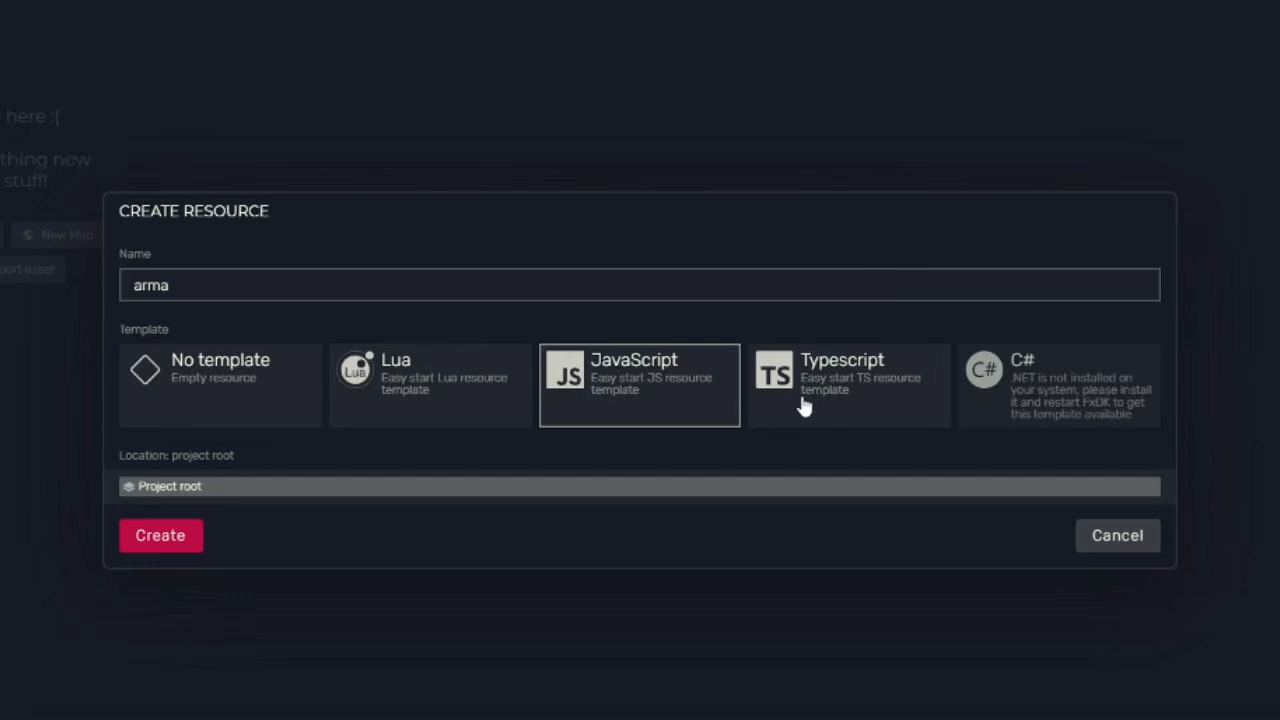 here :(
thing new
stuff!
New Map
port asset
CREATE RESOURCE
Name
arma
Template
No template
Empty resource
Lua
Lua
Easy start Lua resource
template
JS
JavaScript
Easy start JS resource
template
TS
Typescript
Easy start TS resource
template
C#
C#
.NET is not installed on
your system, please install
it and restart FxDK to get
this template available
Location: project root
Project root
Create
Cancel